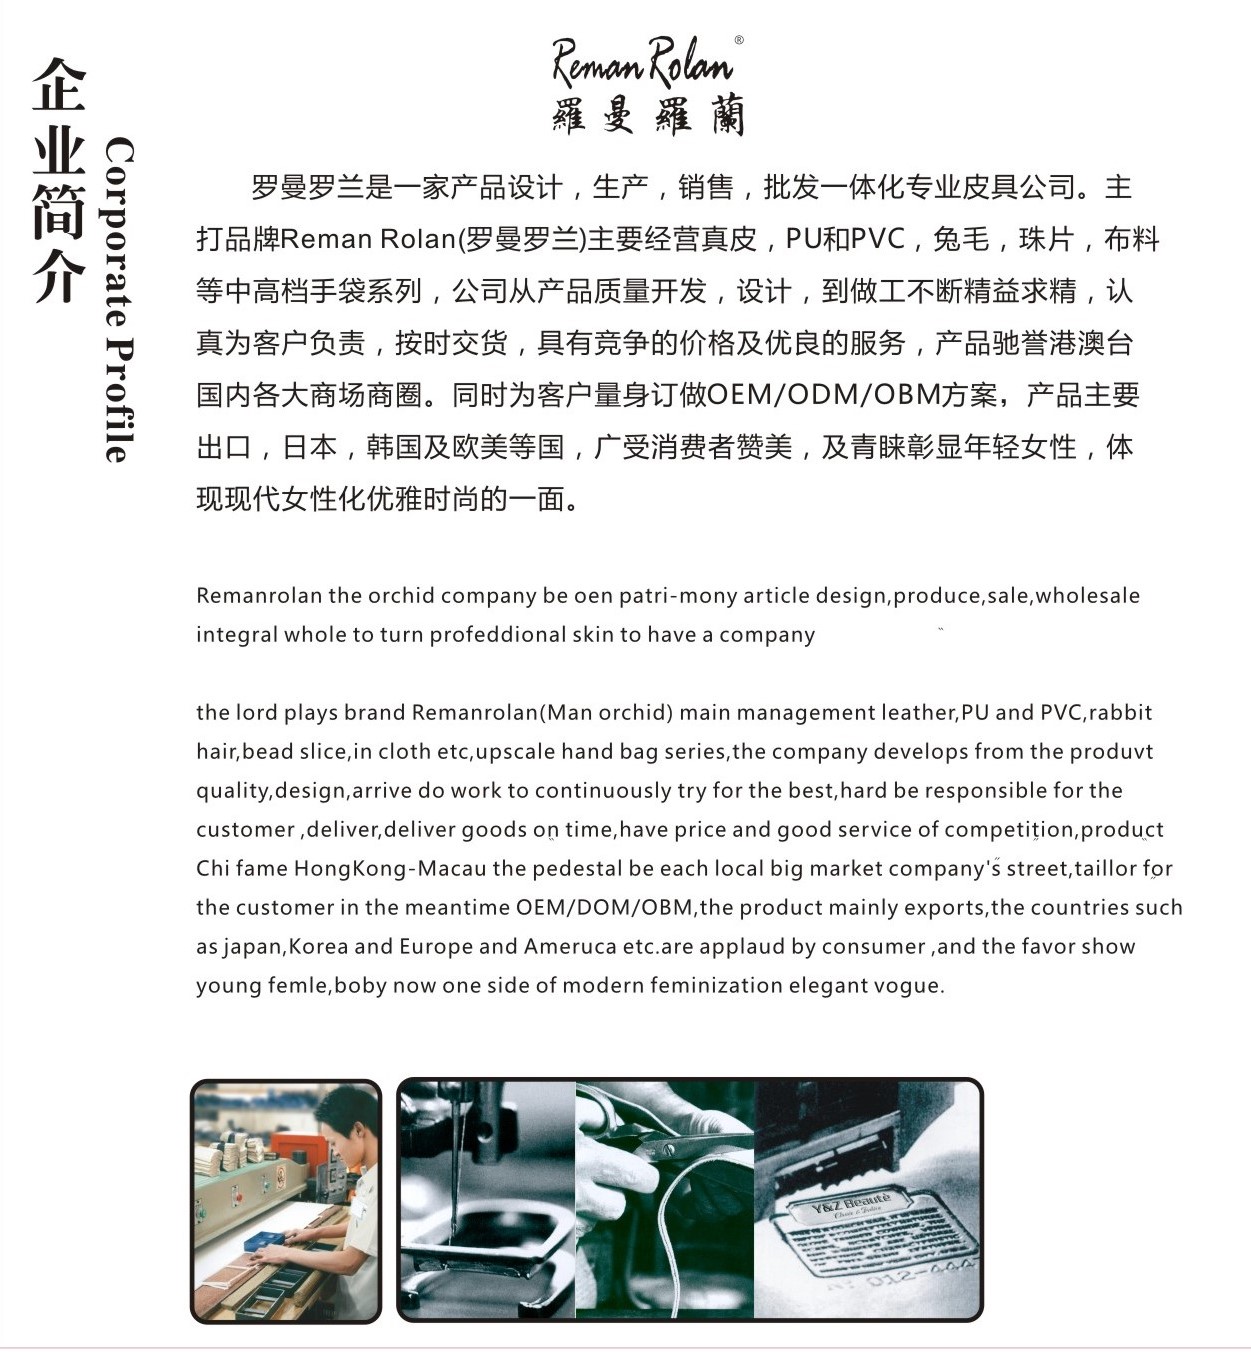 企业简介
Corporate Profile
Reman Rolan®
羅曼羅蘭
罗曼罗兰是一家产品设计，生产，销售，批发一体化专业皮具公司。主
打品牌Reman Rolan(罗曼罗兰)主要经营真皮，PU和PVC，兔毛，珠片，布料
等中高档手袋系列，公司从产品质量开发，设计，到做工不断精益求精，认
真为客户负责，按时交货，具有竞争的价格及优良的服务，产品驰誉港澳台
国内各大商场商圈。同时为客户量身订做OEM/ODM/OBM方案，产品主要
出口，日本，韩国及欧美等国，广受消费者赞美，及青睐彰显年轻女性，体
现现代女性化优雅时尚的一面。
Remanrolan the orchid company be oen patri-mony article design,produce,sale,wholesale
integral whole to turn profeddional skin to have a company
the lord plays brand Remanrolan(Man orchid) main management leather,PU and PVC,rabbit
hair,bead slice,in cloth etc,upscale hand bag series,the company develops from the produvt
quality,design,arrive do work to continuously try for the best,hard be responsible for the
customer ,deliver,deliver goods on time,have price and good service of competition,product
Chi fame HongKong-Macau the pedestal be each local big market company's street,taillor for
the customer in the meantime OEM/DOM/OBM,the product mainly exports,the countries such
as japan,Korea and Europe and Ameruca etc.are applaud by consumer ,and the favor show
young femle,boby now one side of modern feminization elegant vogue.
Y&Z Beauté